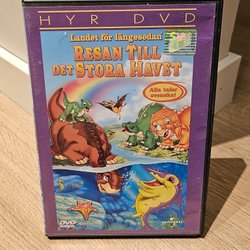 HYR DVD
Landet för längesedan
RESAN TILL
DET STORA HAVET
Alla talar
svenska!
DVD
UNIVERSAL